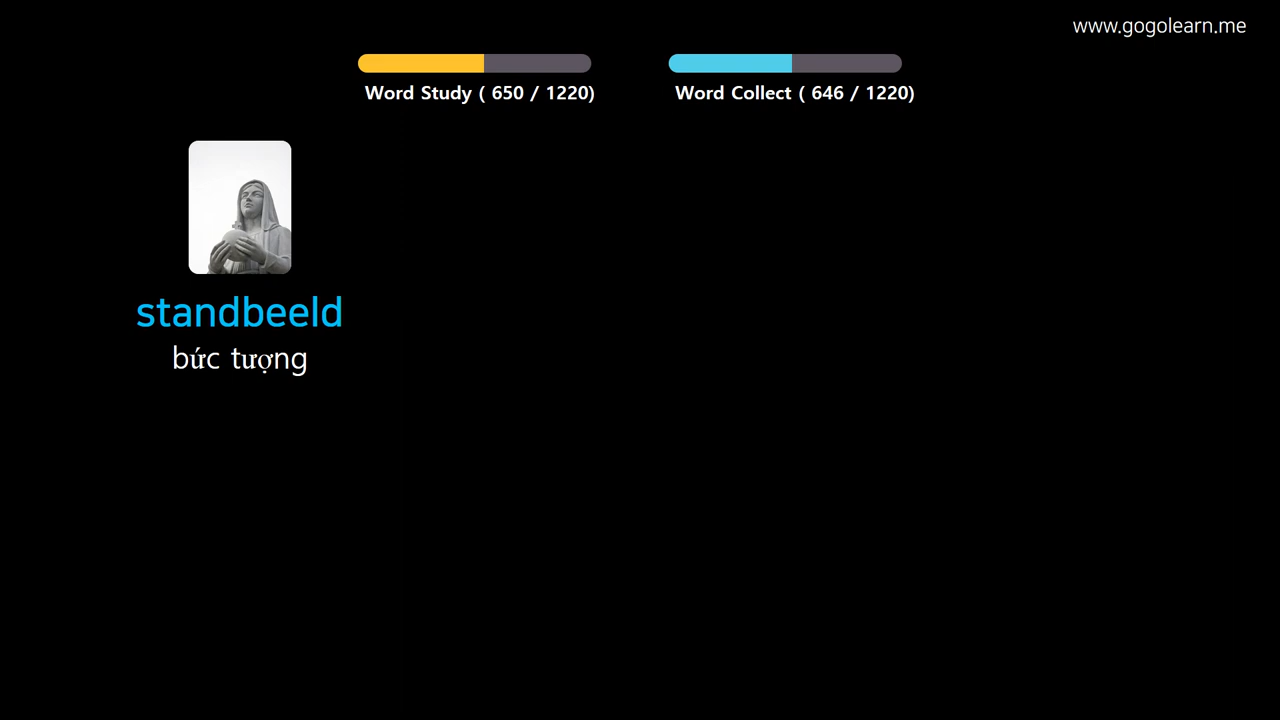 www.gogolearn.me
Word Study ( 650 / 1220)
Word Collect ( 646 / 1220)
standbeeld
bức tượng